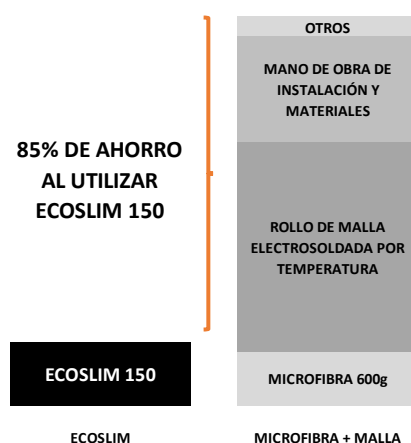 OTROS
MANO DE OBRA DE
INSTALACIÓN Y
MATERIALES
85% DE AHORRO
AL UTILIZAR
ECOSLIM 150
ROLLO DE MALLA
ELECTROSOLDADA POR
TEMPERATURA
ECOSLIM 150
MICROFIBRA 600g
ECOSLIM
MICROFIBRA + MALLA